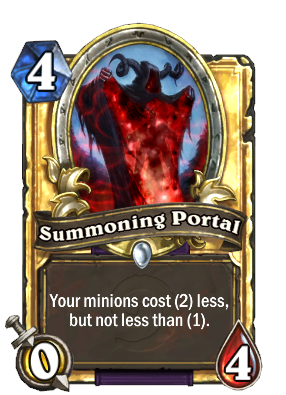 4
Summoning Portal
Your minions cost (2) less,
but not less than (1).
0
4